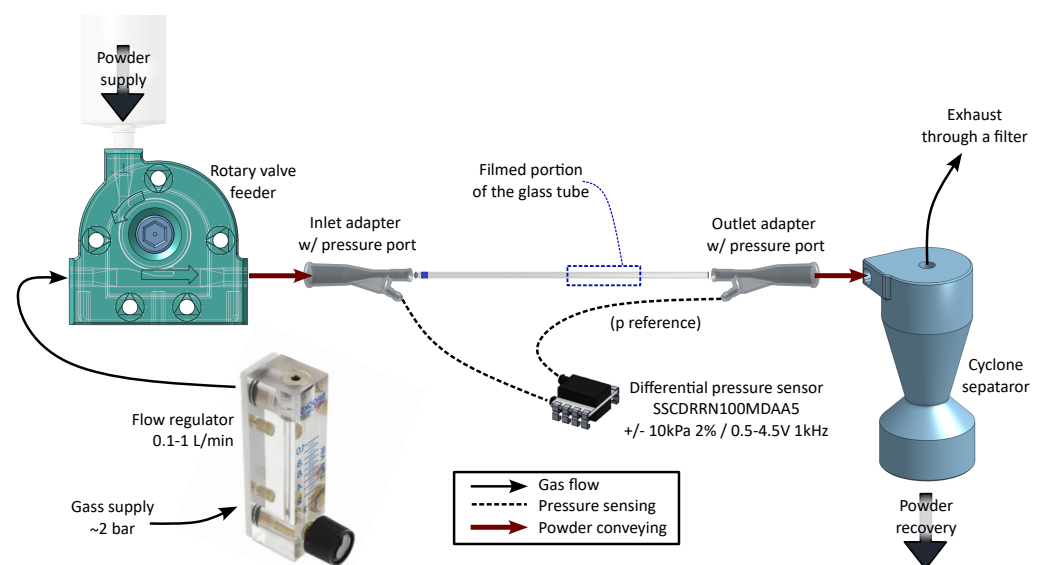 Powder
supply
Rotary valve
feeder
Inlet adapter
w/ pressure port
Filmed portion
of the glass tube
Outlet adapter
w/ pressure port
Exhaust
through a filter
(p reference)
Differential pressure sensor
SSCDRRN100MDAA5
+/- 10kPa 2% / 0.5-4.5V 1kHz
Cyclone
sepataror
Flow regulator
0.1-1 L/min
Gass supply
~2 bar
Gas flow
Pressure sensing
Powder conveying
Powder
recovery